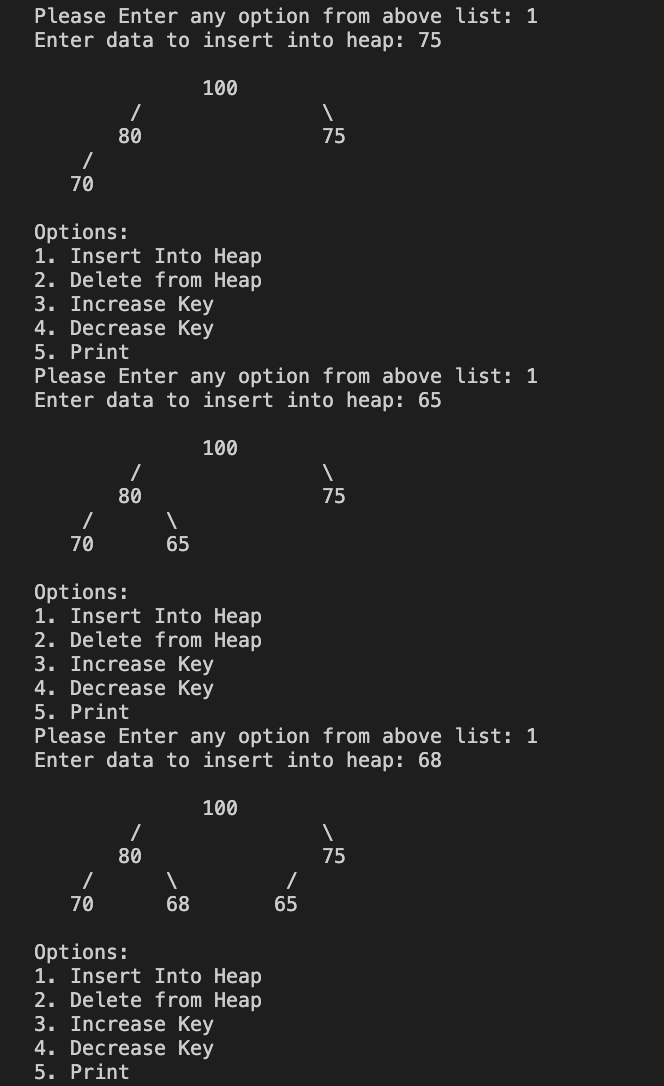 Please Enter any option from above list: 1
Enter data to insert into heap: 75
              100
        /               \
       80               75
    /
   70
Options:
1. Insert Into Heap
2. Delete from Heap
3. Increase Key
4. Decrease Key
5. Print
Please Enter any option from above list: 1
Enter data to insert into heap: 65
              100
        /               \
       80               75
    /      \
   70      65
Options:
1. Insert Into Heap
2. Delete from Heap
3. Increase Key
4. Decrease Key
5. Print
Please Enter any option from above list: 1
Enter data to insert into heap: 68
              100
        /               \
       80               75
    /      \         /
   70      68       65
Options:
1. Insert Into Heap
2. Delete from Heap
3. Increase Key
4. Decrease Key
5. Print